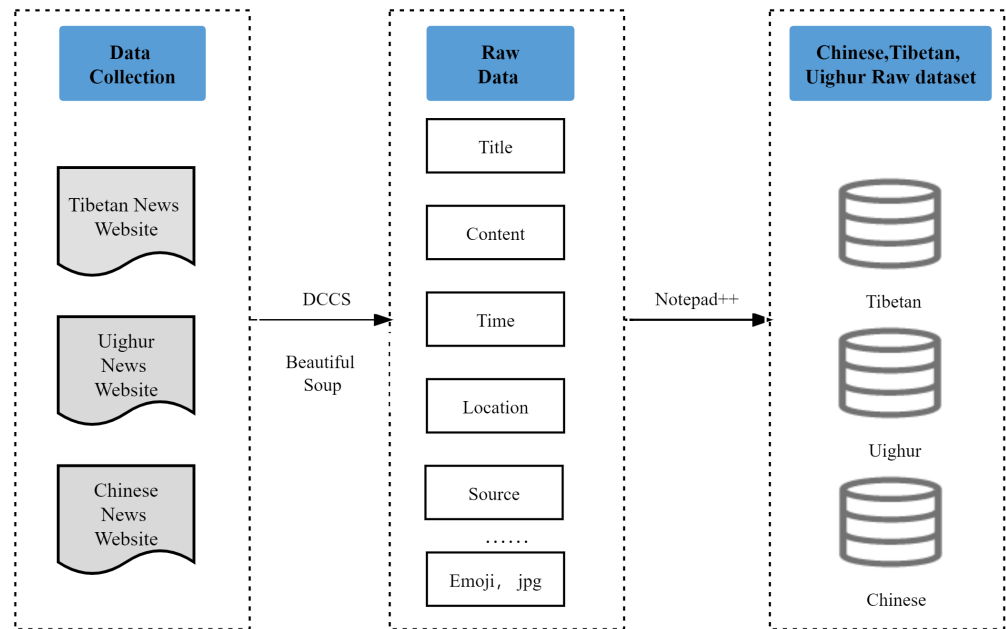 Data
Collection
Tibetan News
Website
Uighur
News
Website
Chinese
News
Website
DCCS
Beautiful
Soup
Raw
Data
Title
Content
Time
Location
Source
......
Emoji, jpg
Notepad++
Chinese,Tibetan,
Uighur Raw dataset
Tibetan
Uighur
Chinese